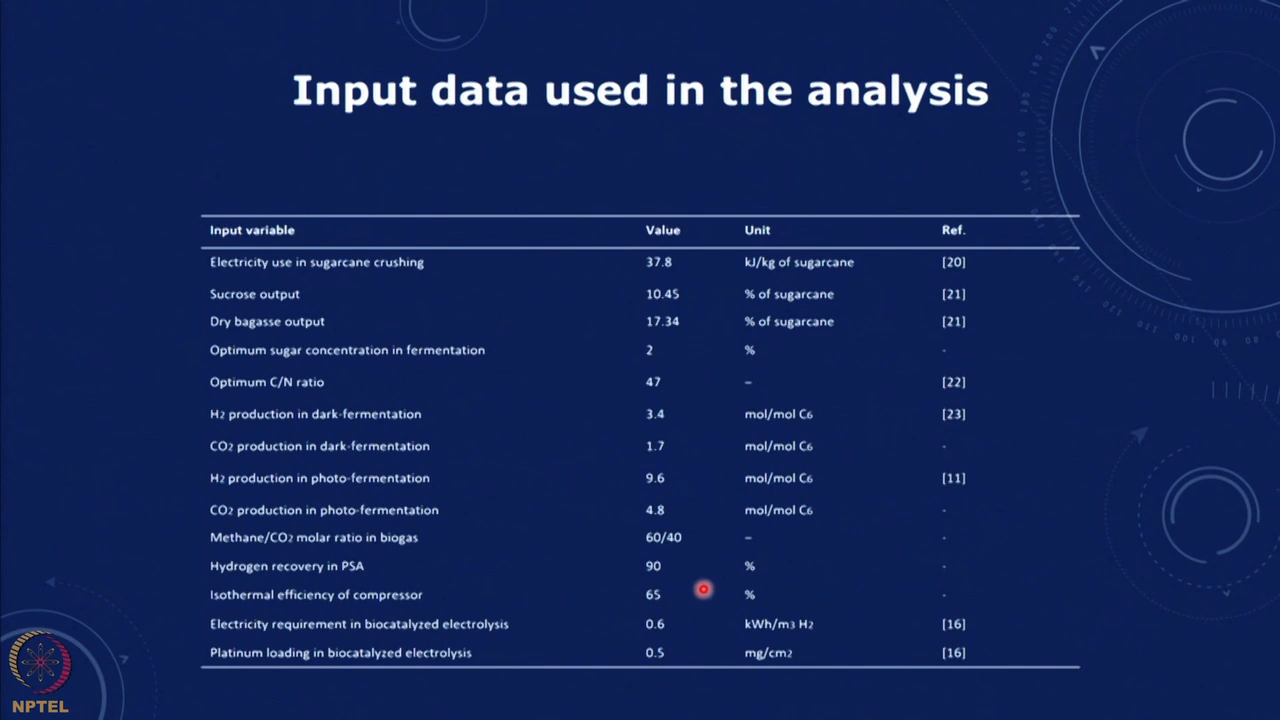 Input data used in the analysis
Input variable Value Unit Ref.
Electricity use in sugarcane crushing 37.8 kJ/kg of sugarcane [20]
Sucrose output 10.45 % of sugarcane [21]
Dry bagasse output 17.34 % of sugarcane [21]
Optimum sugar concentration in fermentation 2 % -
Optimum C/N ratio 47 – [22]
H2 production in dark-fermentation 3.4 mol/mol C6 [23]
CO2 production in dark-fermentation 1.7 mol/mol C6 -
H2 production in photo-fermentation 9.6 mol/mol C6 [11]
CO2 production in photo-fermentation 4.8 mol/mol C6 -
Methane/CO2 molar ratio in biogas 60/40 – -
Hydrogen recovery in PSA 90 % -
Isothermal efficiency of compressor 65 % -
Electricity requirement in biocatalyzed electrolysis 0.6 kWh/m3 H2 [16]
Platinum loading in biocatalyzed electrolysis 0.5 mg/cm2 [16]
NPTEL